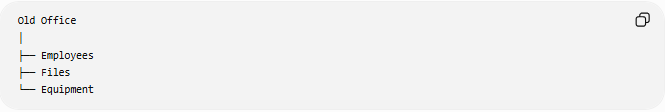 Old Office
│
├── Employees
├── Files
└── Equipment